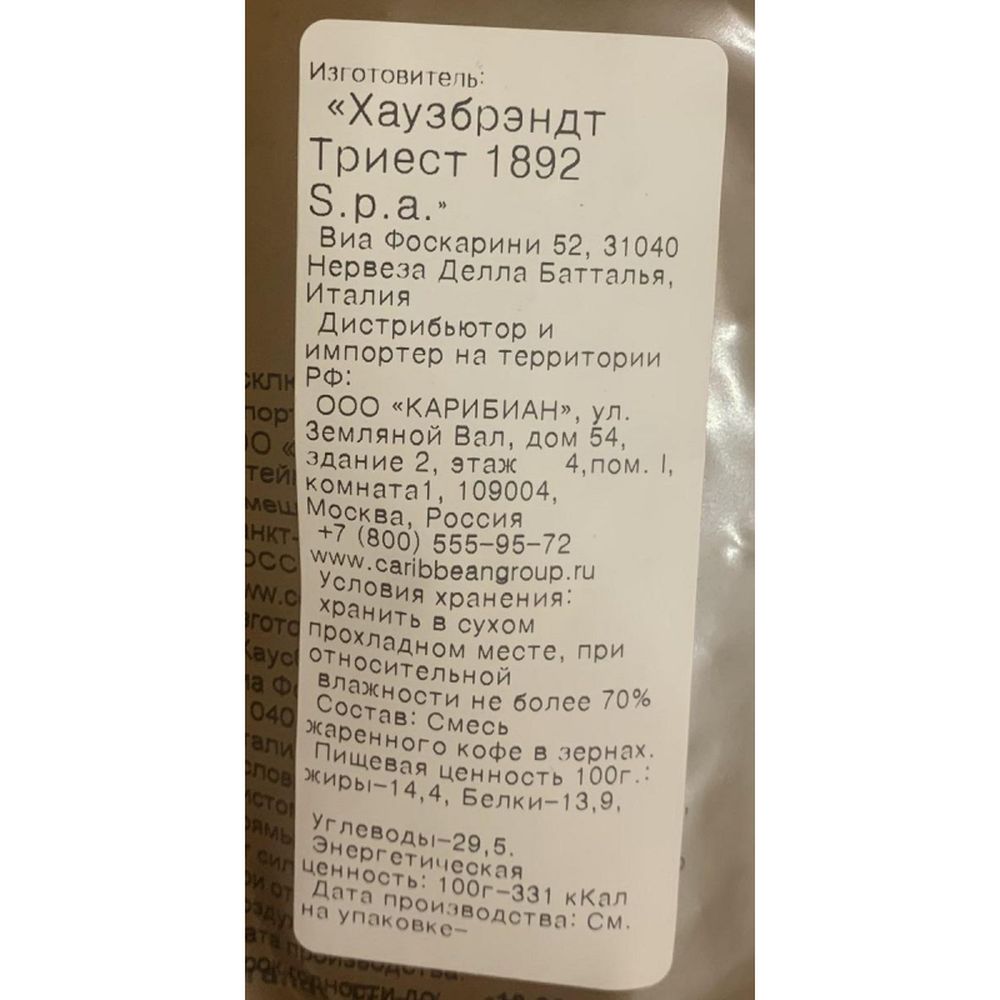 Изготовитель:
«Хаузбрэндт
Триест 1892
S.p.a.»
Виа Фоскарини 52, 31040
Нервеза Делла Батталья,
Италия
Дистрибьютор и
импортер на территории
РФ:
ООО «КАРИБИАН», ул.
Земляной Вал, дом 54,
здание 2, этаж 4,пом. I,
комната1, 109004,
Москва, Россия
+7 (800) 555-95-72
www.caribbeangroup.ru
Условия хранения:
хранить в сухом
прохладном месте, при
относительной
влажности не более 70%
Состав: Смесь
жаренного кофе в зернах.
Пищевая ценность 100г.:
жиры-14,4, Белки-13,9,
Углеводы-29,5.
Энергетическая
ценность: 100г-331 кКал
Дата производства: См.
на упаковке-